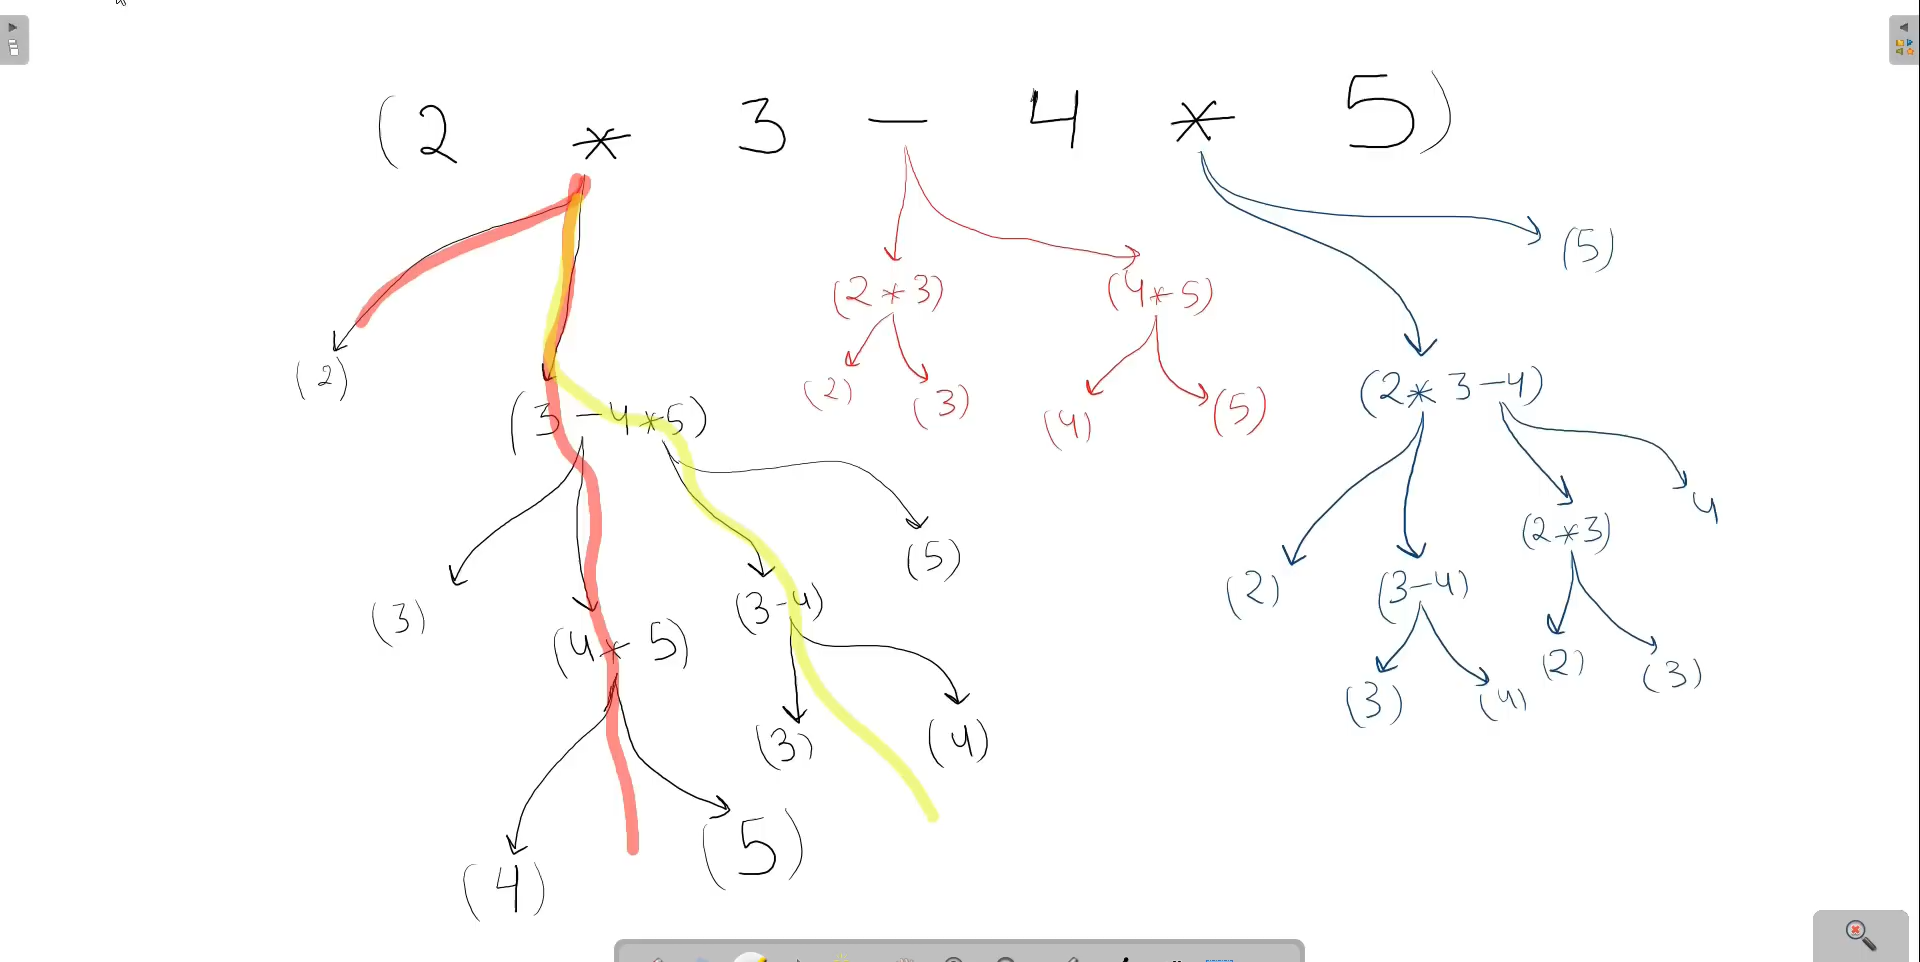 (2 * 3 - 4 * 5)
(5)
(2 * 3)
(4 * 5)
(2)
(2 * 3 - 4)
(2)
(3)
(3 - 4 * 5)
(4)
(5)
4
(2 * 3)
(5)
(3)
(4 * 5)
(3 - 4)
(2)
(3 - 4)
(2)
(3)
(3)
(4)
(3)
(4)
(4)
(5)